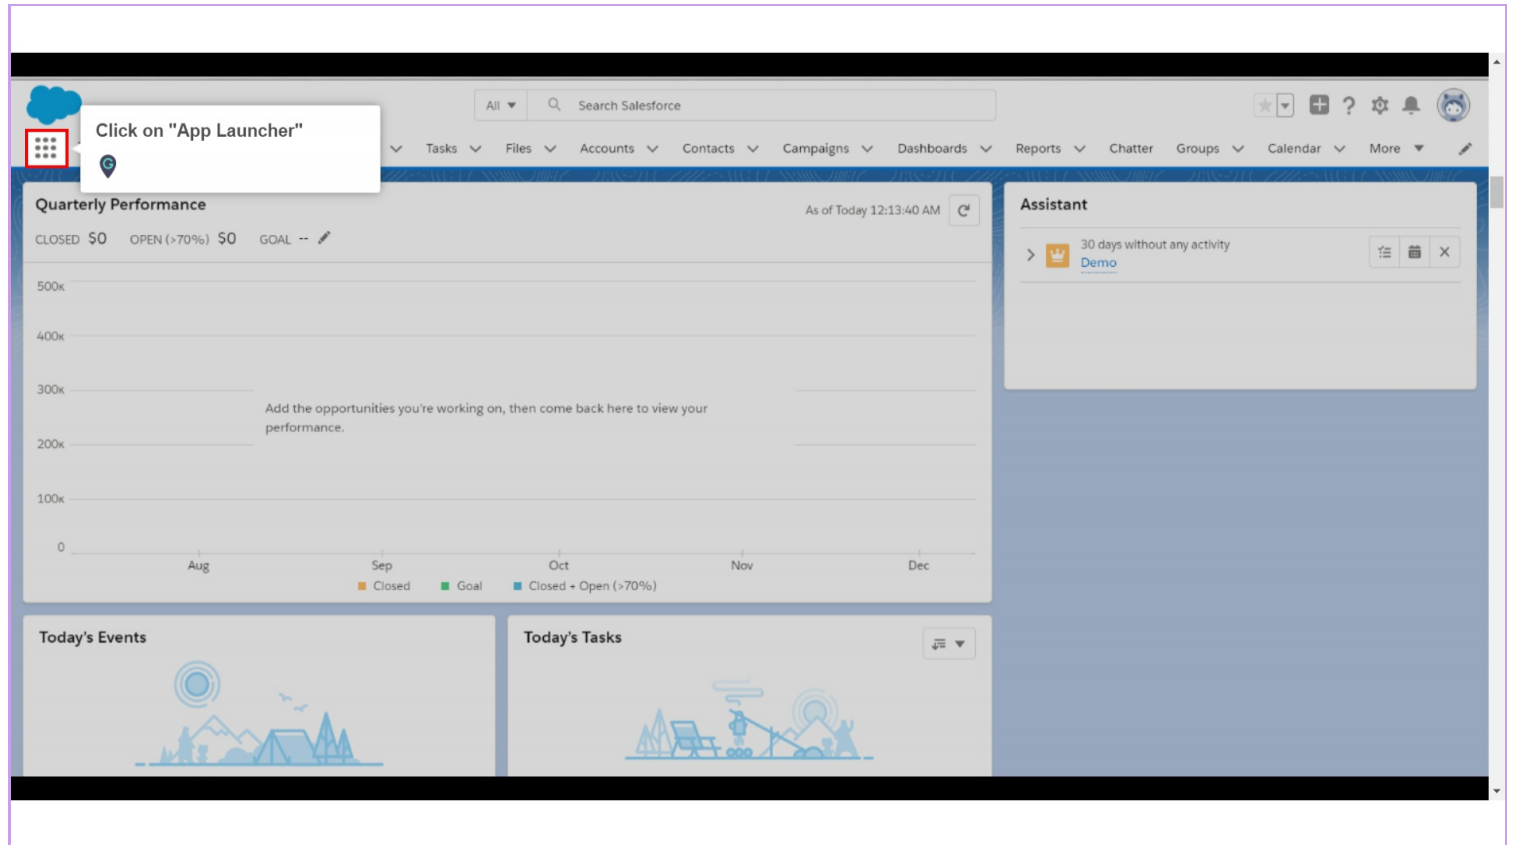 All
Search Salesforce
Click on "App Launcher"
G
Tasks
Files
Accounts
Contacts
Campaigns
Dashboards
Reports
Chatter
Groups
Calendar
More
Quarterly Performance
As of Today 12:13:40 AM
CLOSED $0 OPEN (>70%) $0 GOAL --
500K
400K
300K
200K
100K
0
Add the opportunities you're working on, then come back here to view your
performance.
Aug
Sep
Oct
Nov
Dec
Closed
Goal
Closed + Open (>70%)
Assistant
30 days without any activity
Demo
Today's Events
Today's Tasks